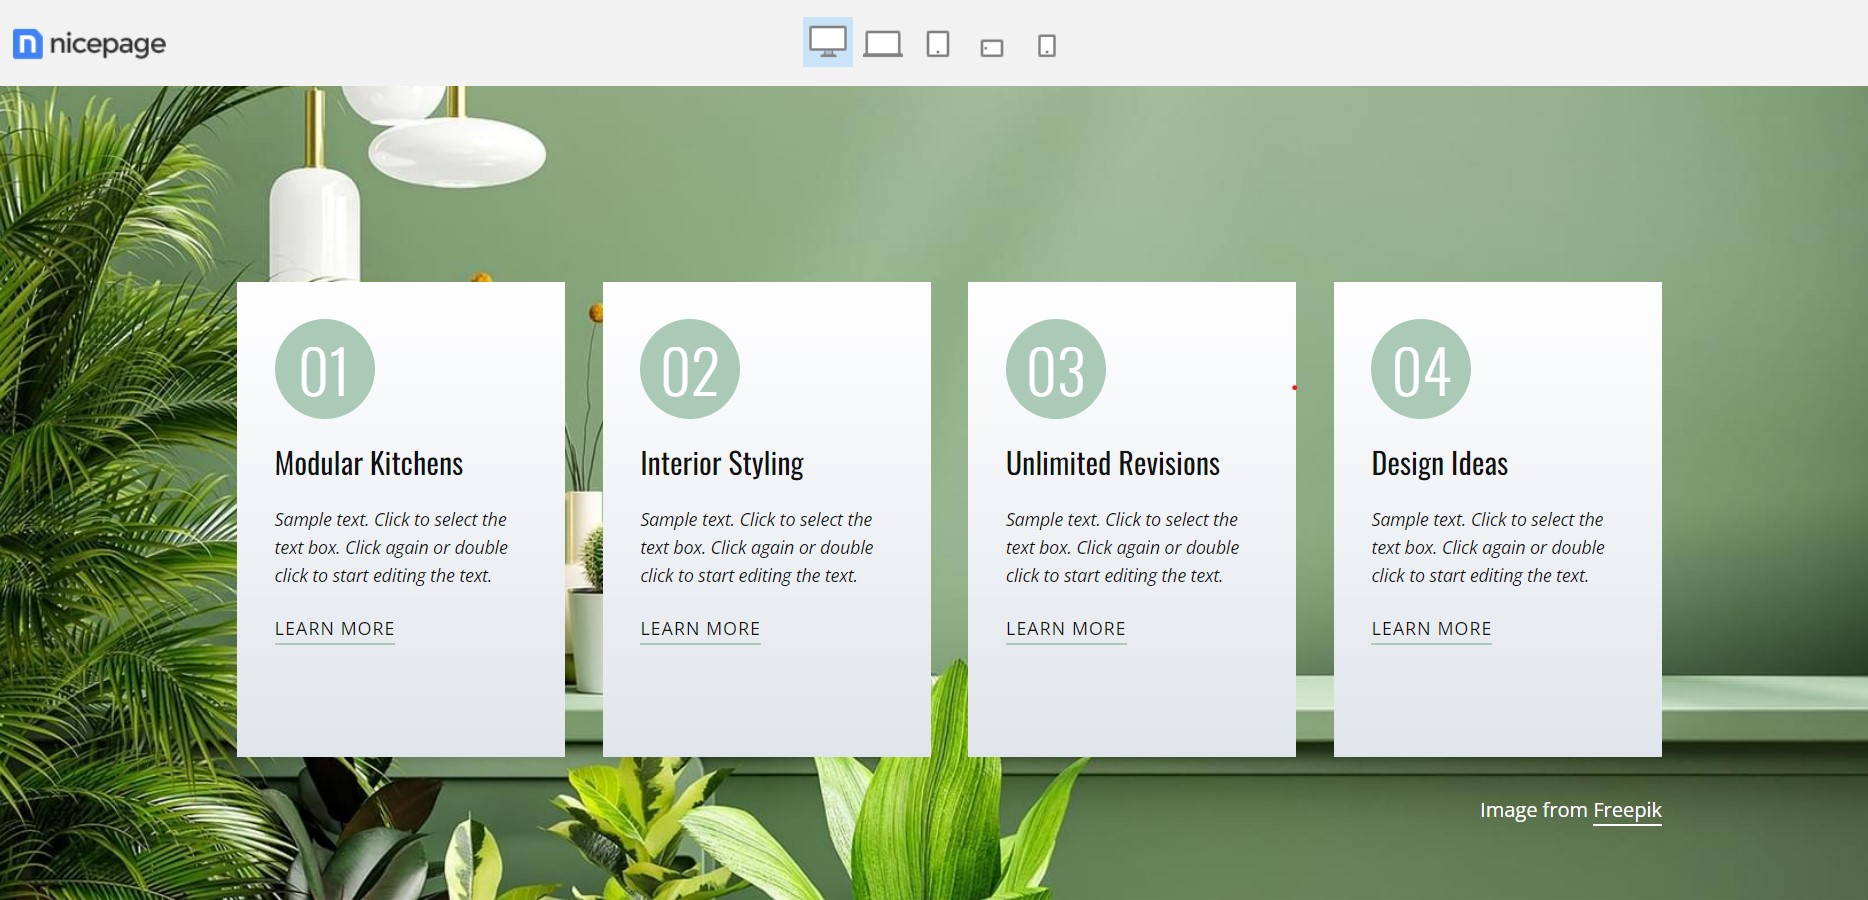 nicepage
01
Modular Kitchens
Sample text. Click to select the
text box. Click again or double
click to start editing the text.
LEARN MORE
02
Interior Styling
Sample text. Click to select the
text box. Click again or double
click to start editing the text.
LEARN MORE
03
Unlimited Revisions
Sample text. Click to select the
text box. Click again or double
click to start editing the text.
LEARN MORE
04
Design Ideas
Sample text. Click to select the
text box. Click again or double
click to start editing the text.
LEARN MORE
Image from Freepik